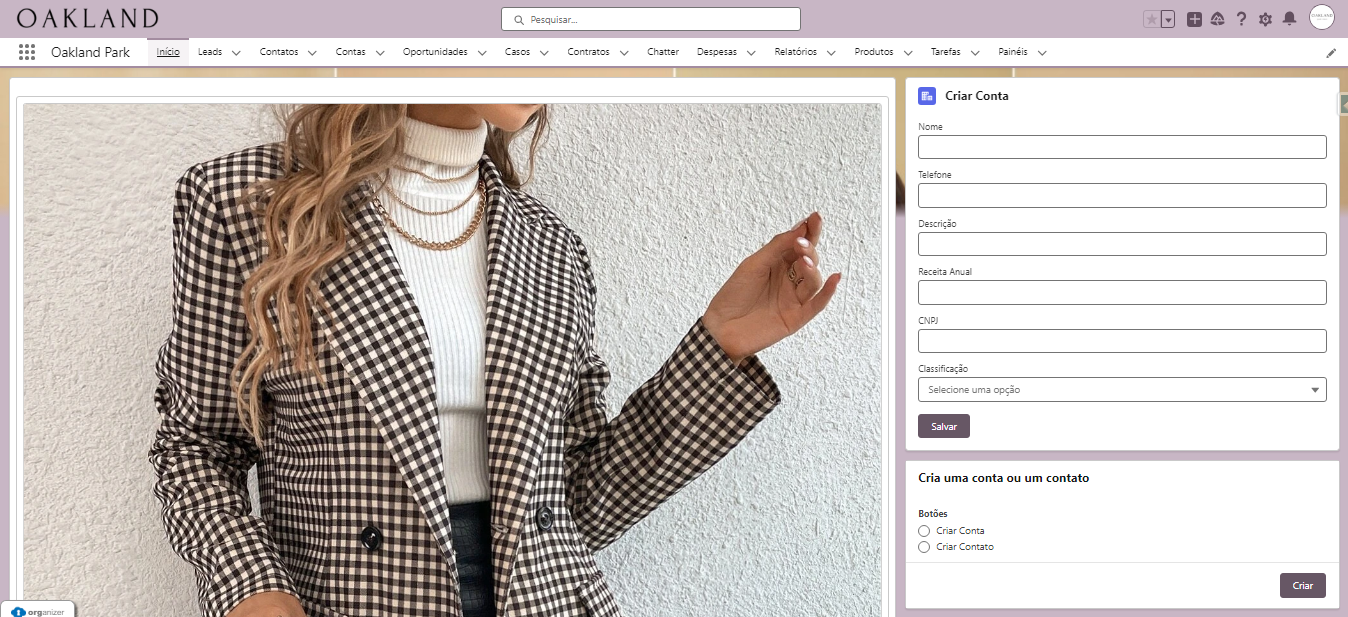 OAKLAND
Pesquisar...
Oakland Park
Início
Leads
Contatos
Contas
Oportunidades
Casos
Contratos
Chatter
Despesas
Relatórios
Produtos
Tarefas
Painéis
Criar Conta
Nome
Telefone
Descrição
Receita Anual
CNPJ
Classificação
Selecione uma opção
Salvar
Cria uma conta ou um contato
Botões
Criar Conta
Criar Contato
Criar
organizer